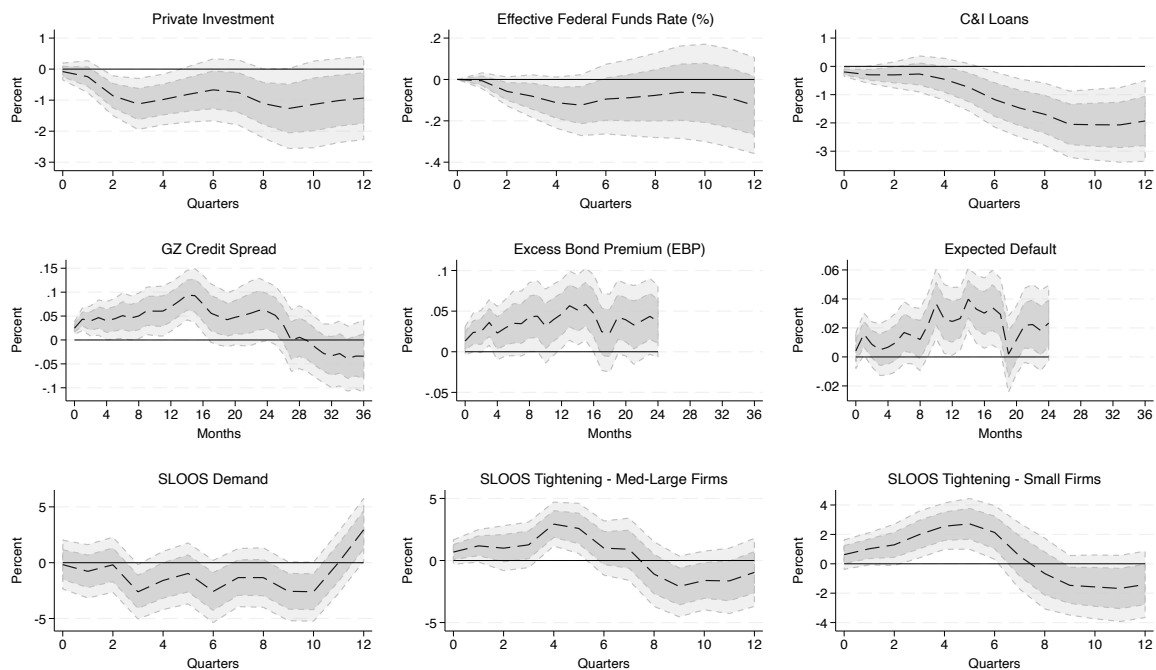 Private Investment
Effective Federal Funds Rate (%)
C&I Loans
Percent
1
0
-1
-2
-3
0 2 4 6 8 10 12
Quarters
Percent
.2
0
-.2
-.4
0 2 4 6 8 10 12
Quarters
Percent
1
0
-1
-2
-3
0 2 4 6 8 10 12
Quarters
GZ Credit Spread
Excess Bond Premium (EBP)
Expected Default
Percent
.15
.1
.05
0
-.05
-.1
0 4 8 12 16 20 24 28 32 36
Months
Percent
.1
.05
0
-.05
0 4 8 12 16 20 24 28 32 36
Months
Percent
.06
.04
.02
0
-.02
0 4 8 12 16 20 24 28 32 36
Months
SLOOS Demand
SLOOS Tightening - Med-Large Firms
SLOOS Tightening - Small Firms
Percent
5
0
-5
0 2 4 6 8 10 12
Quarters
Percent
5
0
-5
0 2 4 6 8 10 12
Quarters
Percent
4
2
0
-2
-4
0 2 4 6 8 10 12
Quarters